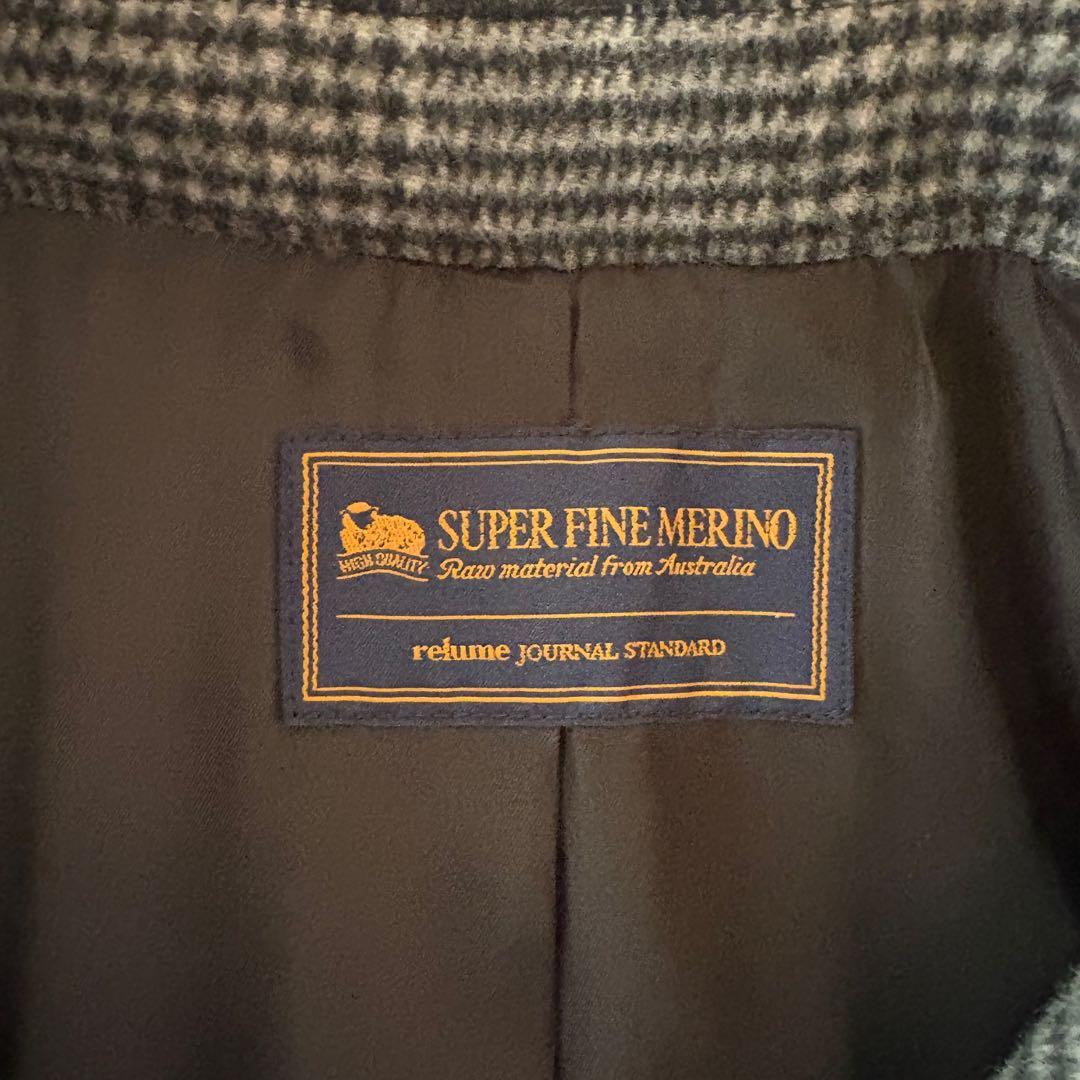 SUPER FINE MERINO
HIGH QUALITY
Raw material from Australia
relume JOURNAL STANDARD